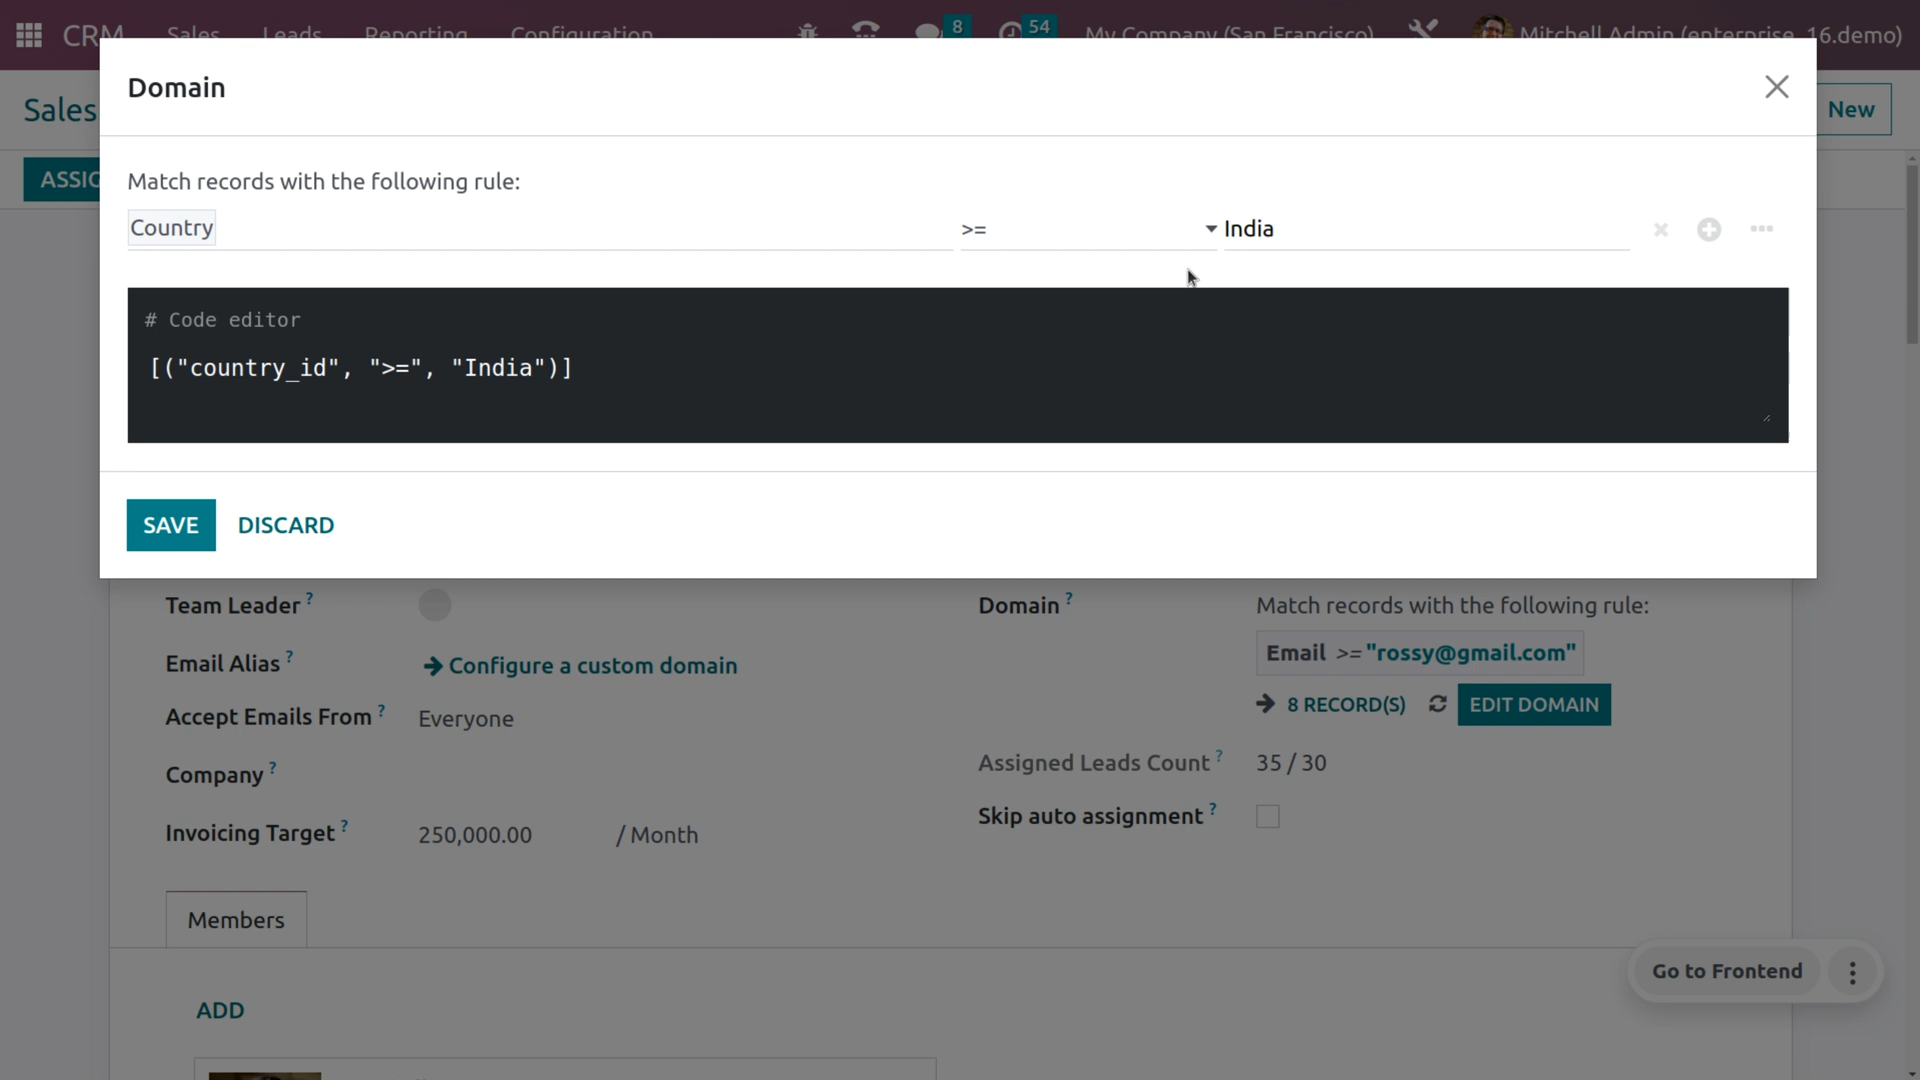 CRM Sales Leads Reporting Configuration 8 54 My Company (San Francisco) Mitchell Admin (enterprise_16.demo)
Domain
Sales
New
ASSIG
Match records with the following rule:
Country >= India
# Code editor
[("country_id", ">=", "India")]
SAVE DISCARD
Team Leader ?
Domain ? Match records with the following rule:
Email >= "rossy@gmail.com"
Email Alias ? Configure a custom domain
8 RECORD(S) EDIT DOMAIN
Accept Emails From ? Everyone
Assigned Leads Count ? 35 / 30
Company ?
Skip auto assignment ?
Invoicing Target ? 250,000.00 / Month
Members
Go to Frontend
ADD